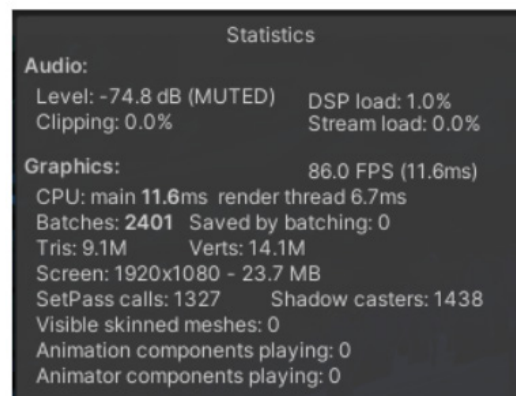 Statistics
Audio:
Level: -74.8 dB (MUTED) DSP load: 1.0%
Clipping: 0.0% Stream load: 0.0%
Graphics: 86.0 FPS (11.6ms)
CPU: main 11.6ms render thread 6.7ms
Batches: 2401 Saved by batching: 0
Tris: 9.1M Verts: 14.1M
Screen: 1920x1080 - 23.7 MB
SetPass calls: 1327 Shadow casters: 1438
Visible skinned meshes: 0
Animation components playing: 0
Animator components playing: 0